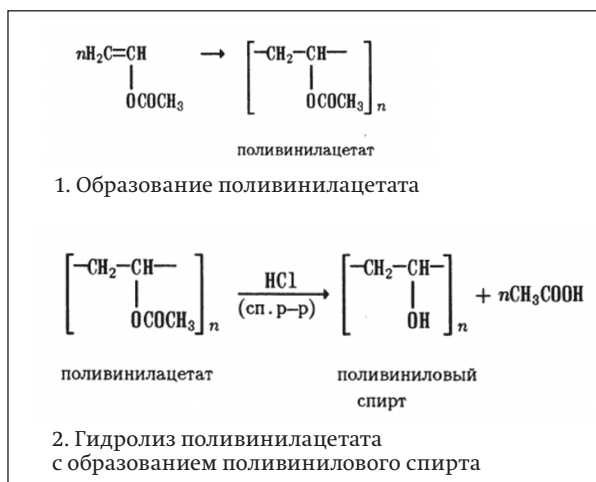 nH₂C=CH → [—CH₂—CH—]n
OCOCH₃ OCOCH₃
поливинилацетат
1. Образование поливинилацетата
[—CH₂—CH—]n HCl [—CH₂—CH—]n + nCH₃COOH
OCOCH₃ (сп. р–р) OH
поливинилацетат поливиниловый
спирт
2. Гидролиз поливинилацетата
с образованием поливинилового спирта